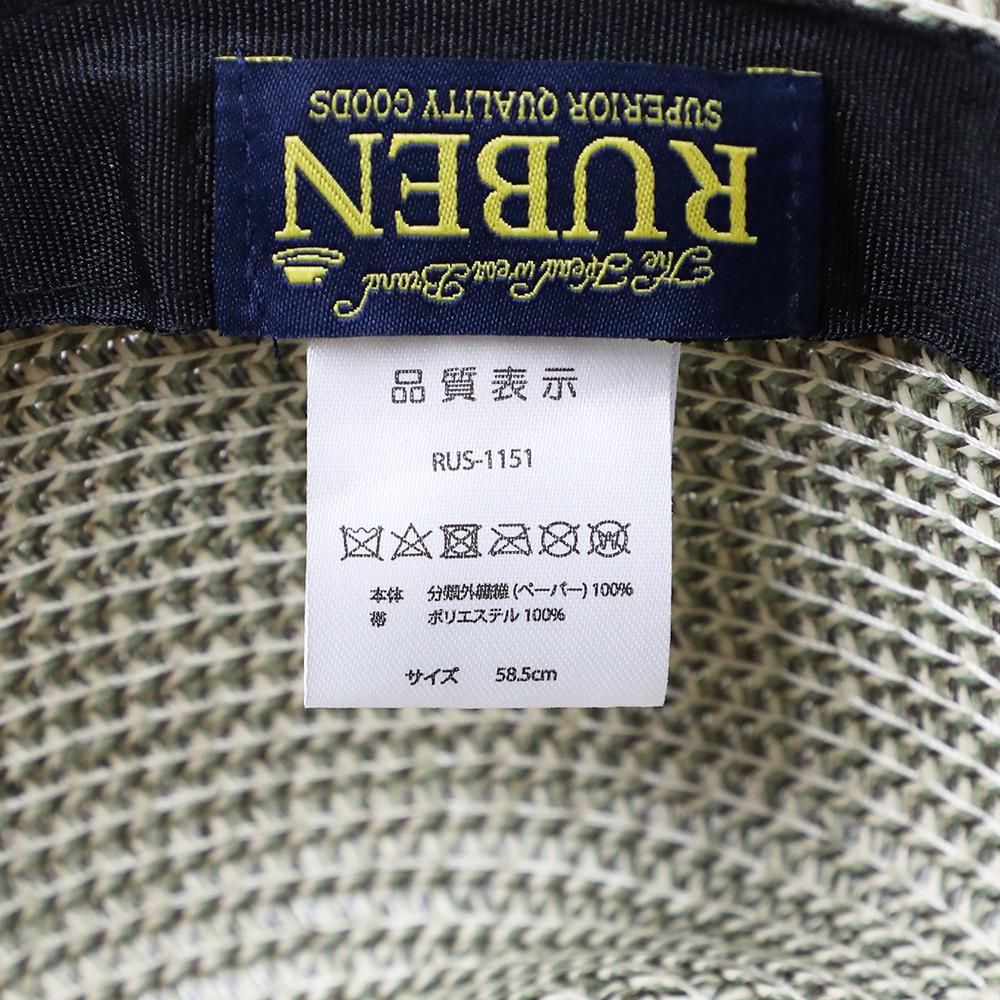 The Head Wear Brand
RUBEN
SUPERIOR QUALITY GOODS
品質表示
RUS-1151
本体 分類外繊維 (ペーパー) 100%
帯 ポリエステル 100%
サイズ 58.5cm